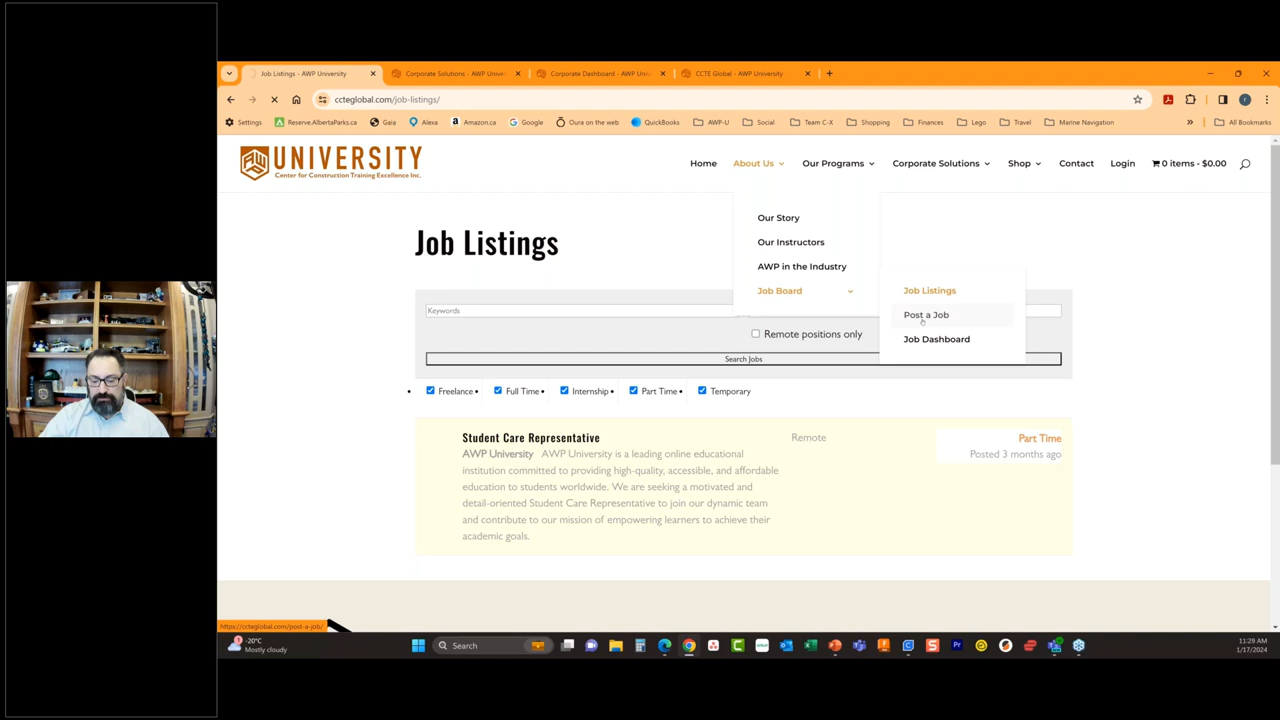 Job Listings - AWP University
Corporate Solutions - AWP Unive
Corporate Dashboard - AWP Uni
CCTE Global - AWP University
ccteglobal.com/job-listings/
Settings
Reserve.AlbertaParks.ca
Gaia
Alexa
Amazon.ca
Google
Oura on the web
QuickBooks
AWP-U
Social
Team C-X
Shopping
Finances
Lego
Travel
Marine Navigation
All Bookmarks
AW UNIVERSITY
Center for Construction Training Excellence Inc.
Home
About Us
Our Programs
Corporate Solutions
Shop
Contact
Login
0 items - $0.00
Our Story
Our Instructors
AWP in the Industry
Job Board
Job Listings
Post a Job
Job Dashboard
Job Listings
Keywords
Remote positions only
Search Jobs
Freelance
Full Time
Internship
Part Time
Temporary
Student Care Representative
AWP University AWP University is a leading online educational
institution committed to providing high-quality, accessible, and affordable
education to students worldwide. We are seeking a motivated and
detail-oriented Student Care Representative to join our dynamic team
and contribute to our mission of empowering learners to achieve their
academic goals.
Remote
Part Time
Posted 3 months ago
https://ccteglobal.com/post-a-job/
-20°C
Mostly cloudy
Search
11:29 AM
1/17/2024